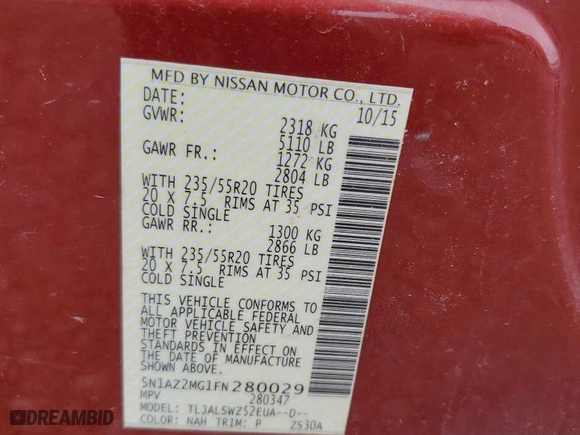 MFD BY NISSAN MOTOR CO., LTD.
DATE: 10/15
GVWR: 2318 KG
5110 LB
GAWR FR.: 1272 KG
2804 LB
WITH 235/55R20 TIRES
20 X 7.5 RIMS AT 35 PSI
COLD SINGLE
GAWR RR.: 1300 KG
2866 LB
WITH 235/55R20 TIRES
20 X 7.5 RIMS AT 35 PSI
COLD SINGLE
THIS VEHICLE CONFORMS TO
ALL APPLICABLE FEDERAL
MOTOR VEHICLE SAFETY AND
THEFT PREVENTION
STANDARDS IN EFFECT ON
THE DATE OF MANUFACTURE
SHOWN ABOVE.
5N1AZ2MG1FN280029
MPV 280347
MODEL: TLJALSWZ52EUA--D--
COLOR: NAH TRIM: P ZS30A
DREAMBID